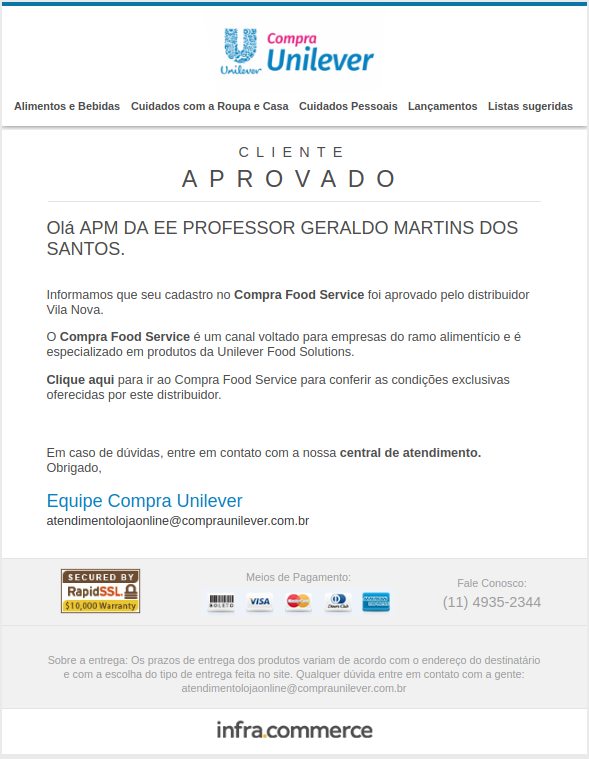 Compra
Unilever
Unilever
Alimentos e Bebidas Cuidados com a Roupa e Casa Cuidados Pessoais Lançamentos Listas sugeridas
CLIENTE
APROVADO
Olá APM DA EE PROFESSOR GERALDO MARTINS DOS
SANTOS.
Informamos que seu cadastro no Compra Food Service foi aprovado pelo distribuidor
Vila Nova.
O Compra Food Service é um canal voltado para empresas do ramo alimentício e é
especializado em produtos da Unilever Food Solutions.
Clique aqui para ir ao Compra Food Service para conferir as condições exclusivas
oferecidas por este distribuidor.
Em caso de dúvidas, entre em contato com a nossa central de atendimento.
Obrigado,
Equipe Compra Unilever
atendimentolojaonline@compraunilever.com.br
SECURED BY
RapidSSL.
$10,000 Warranty
Meios de Pagamento:
BOLETO VISA MasterCard Diners Club AMERICAN EXPRESS
Fale Conosco:
(11) 4935-2344
Sobre a entrega: Os prazos de entrega dos produtos variam de acordo com o endereço do destinatário
e com a escolha do tipo de entrega feita no site. Qualquer dúvida entre em contato com a gente:
atendimentolojaonline@compraunilever.com.br
infra.commerce